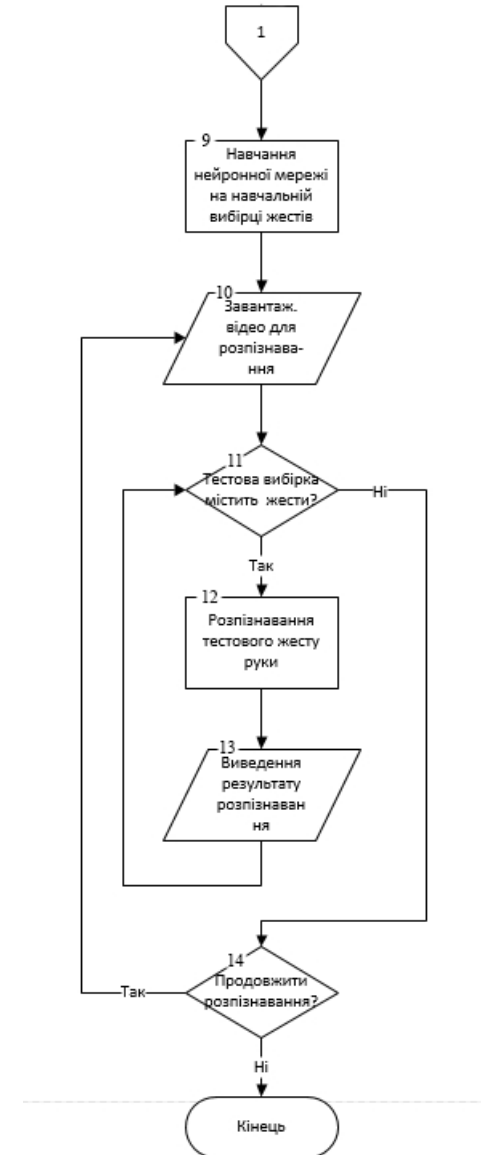 1
9
Навчання
нейронної мережі
на навчальній
вибірці жестів
10
Завантаж.
відео для
розпізнава-
ння
11
Тестова вибірка
містить жести?
Ні
Так
12
Розпізнавання
тестового жесту
руки
13
Виведення
результату
розпізнаван
ня
14
Продовжити
розпізнавання?
Так
Ні
Кінець